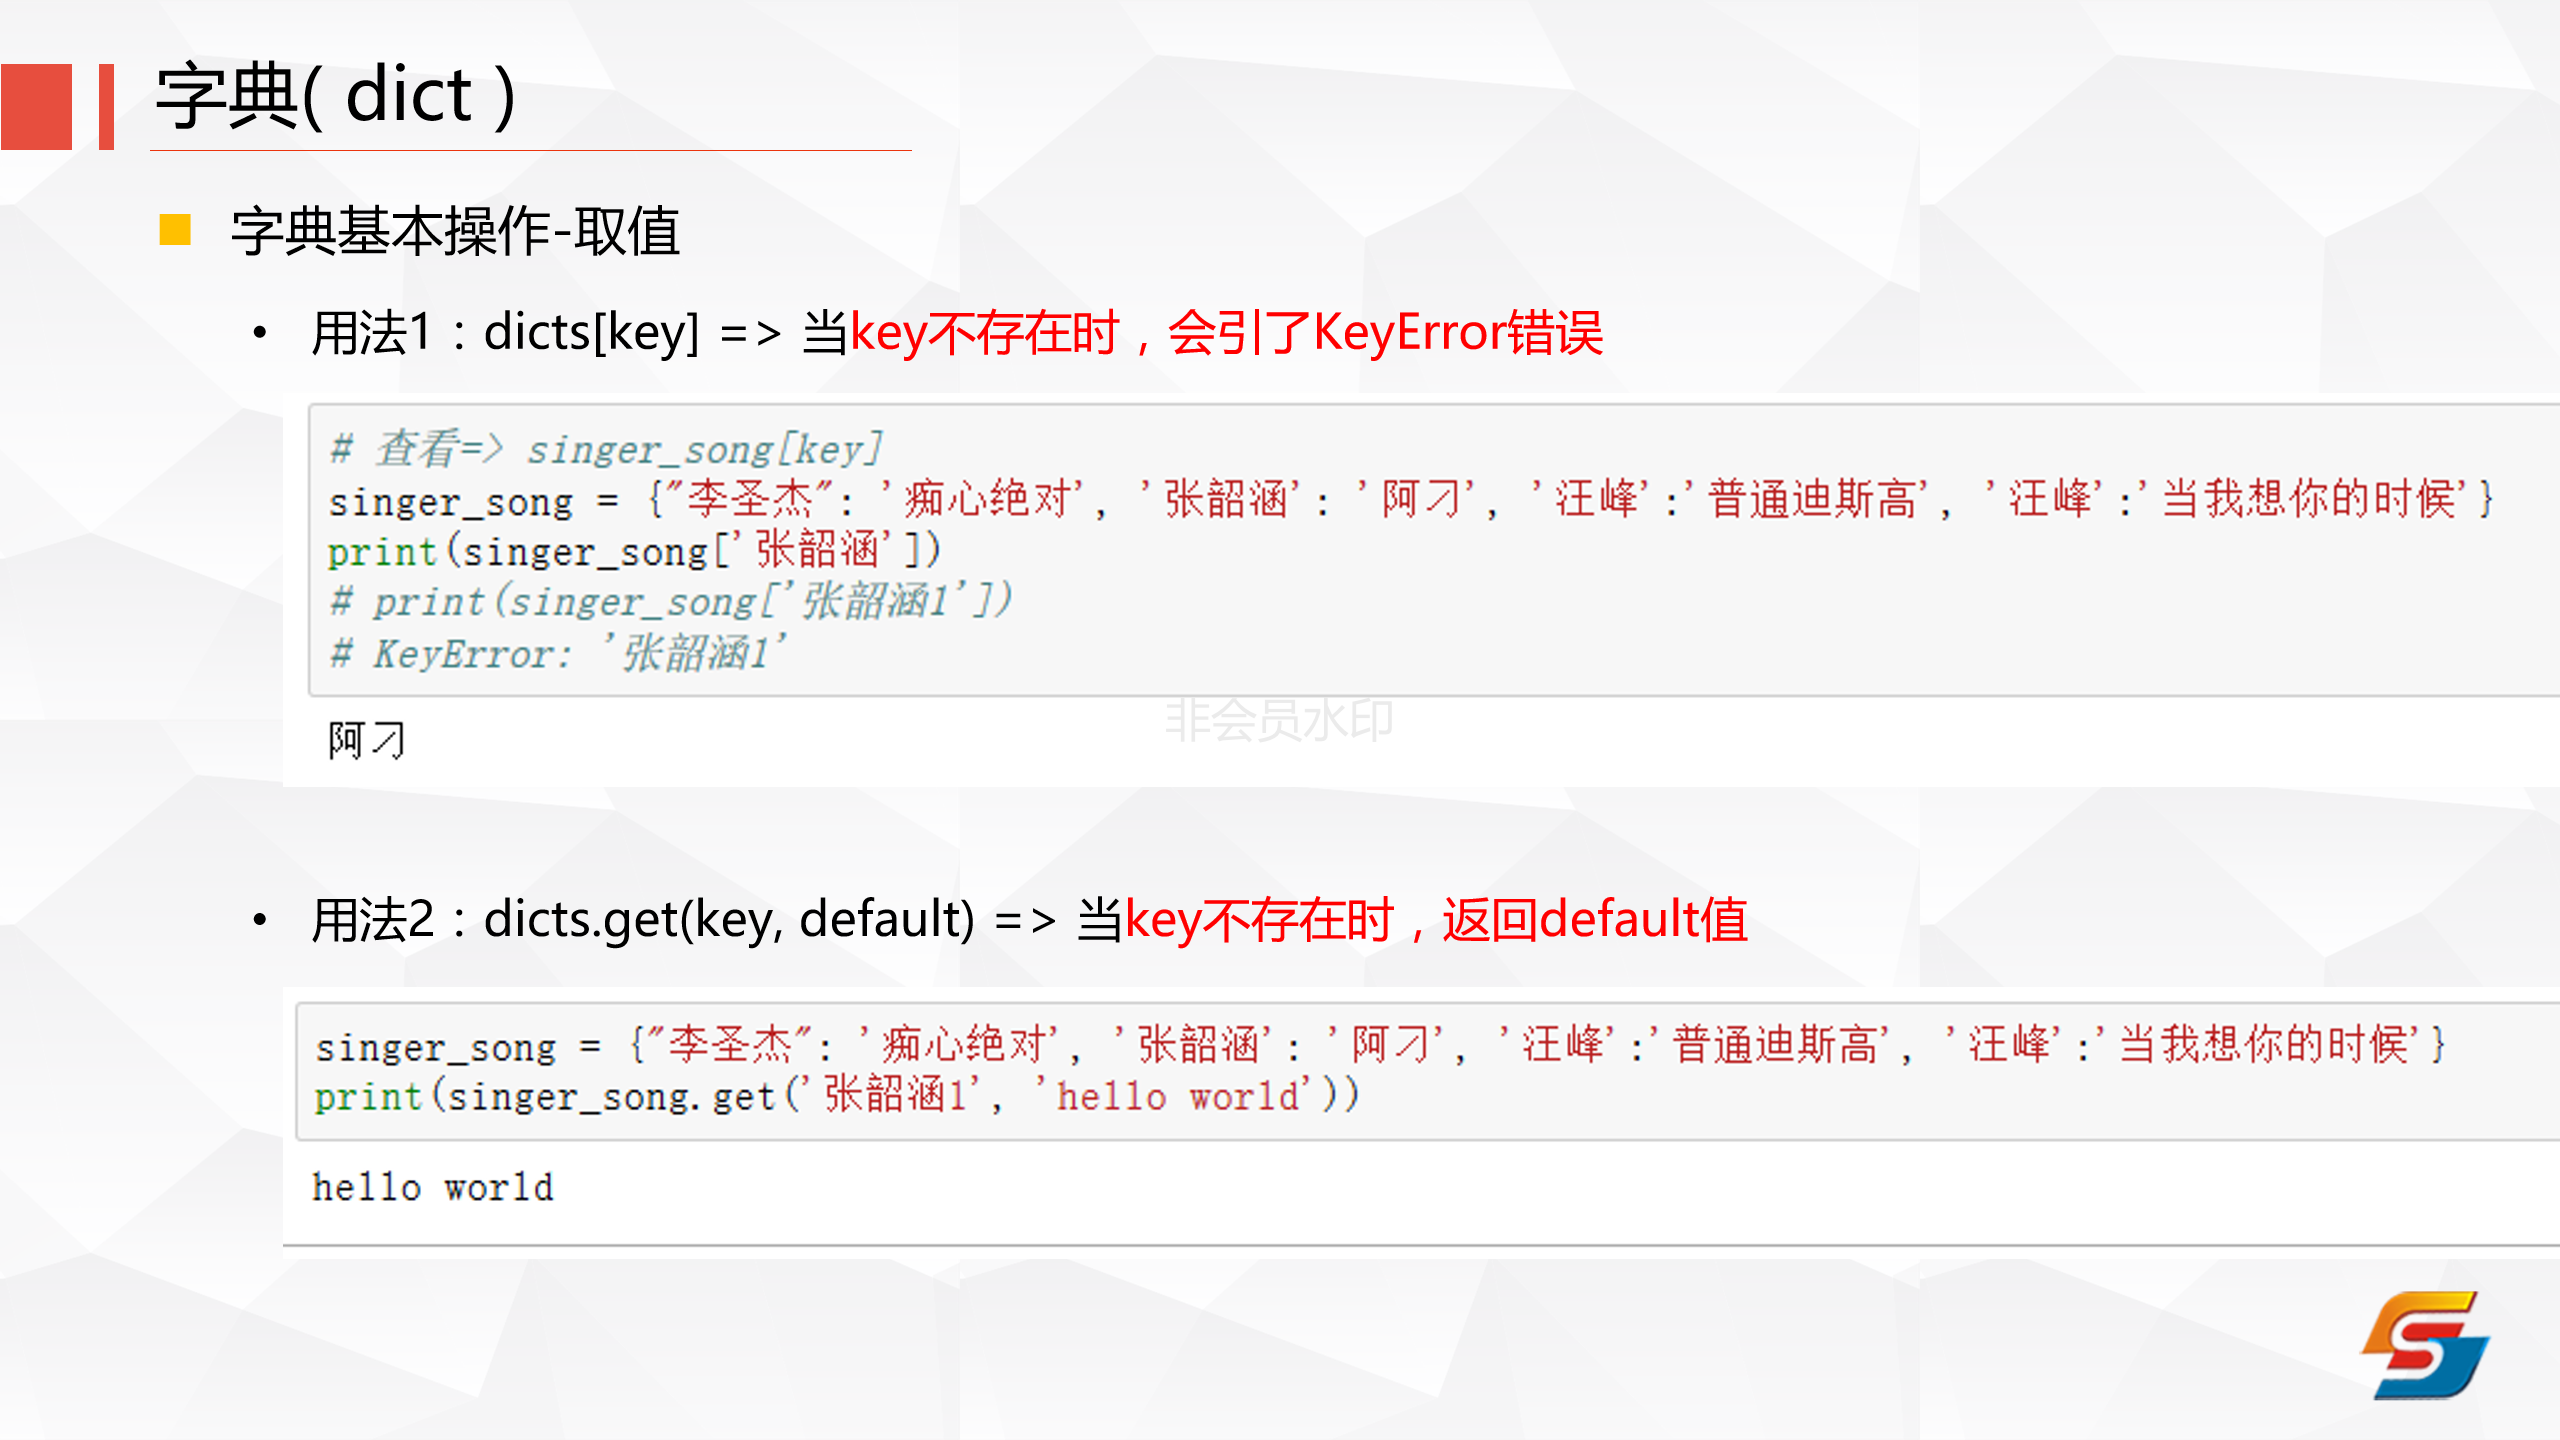 字典( dict )
字典基本操作-取值
• 用法1：dicts[key] => 当key不存在时，会引了KeyError错误
# 查看=> singer_song[key]
singer_song = {"李圣杰": '痴心绝对', '张韶涵': '阿刁', '汪峰':'普通迪斯高', '汪峰':'当我想你的时候'}
print(singer_song['张韶涵'])
# print(singer_song['张韶涵1'])
# KeyError: '张韶涵1'
非会员水印
阿刁
• 用法2：dicts.get(key, default) => 当key不存在时，返回default值
singer_song = {"李圣杰": '痴心绝对', '张韶涵': '阿刁', '汪峰':'普通迪斯高', '汪峰':'当我想你的时候'}
print(singer_song.get('张韶涵1', 'hello world'))
hello world